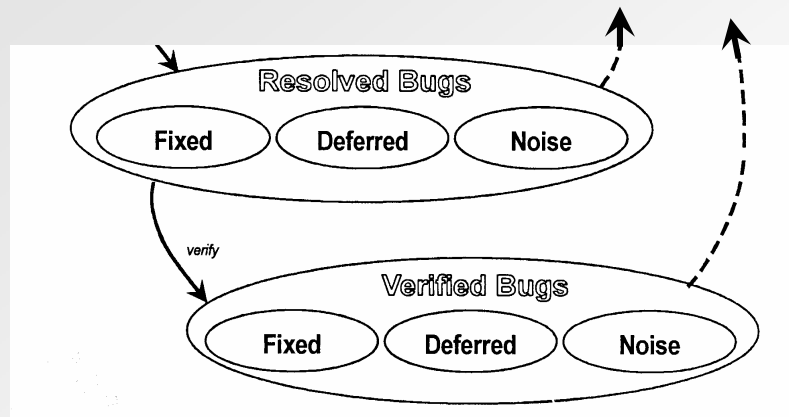 Resolved Bugs
Fixed Deferred Noise
verify
Verified Bugs
Fixed Deferred Noise